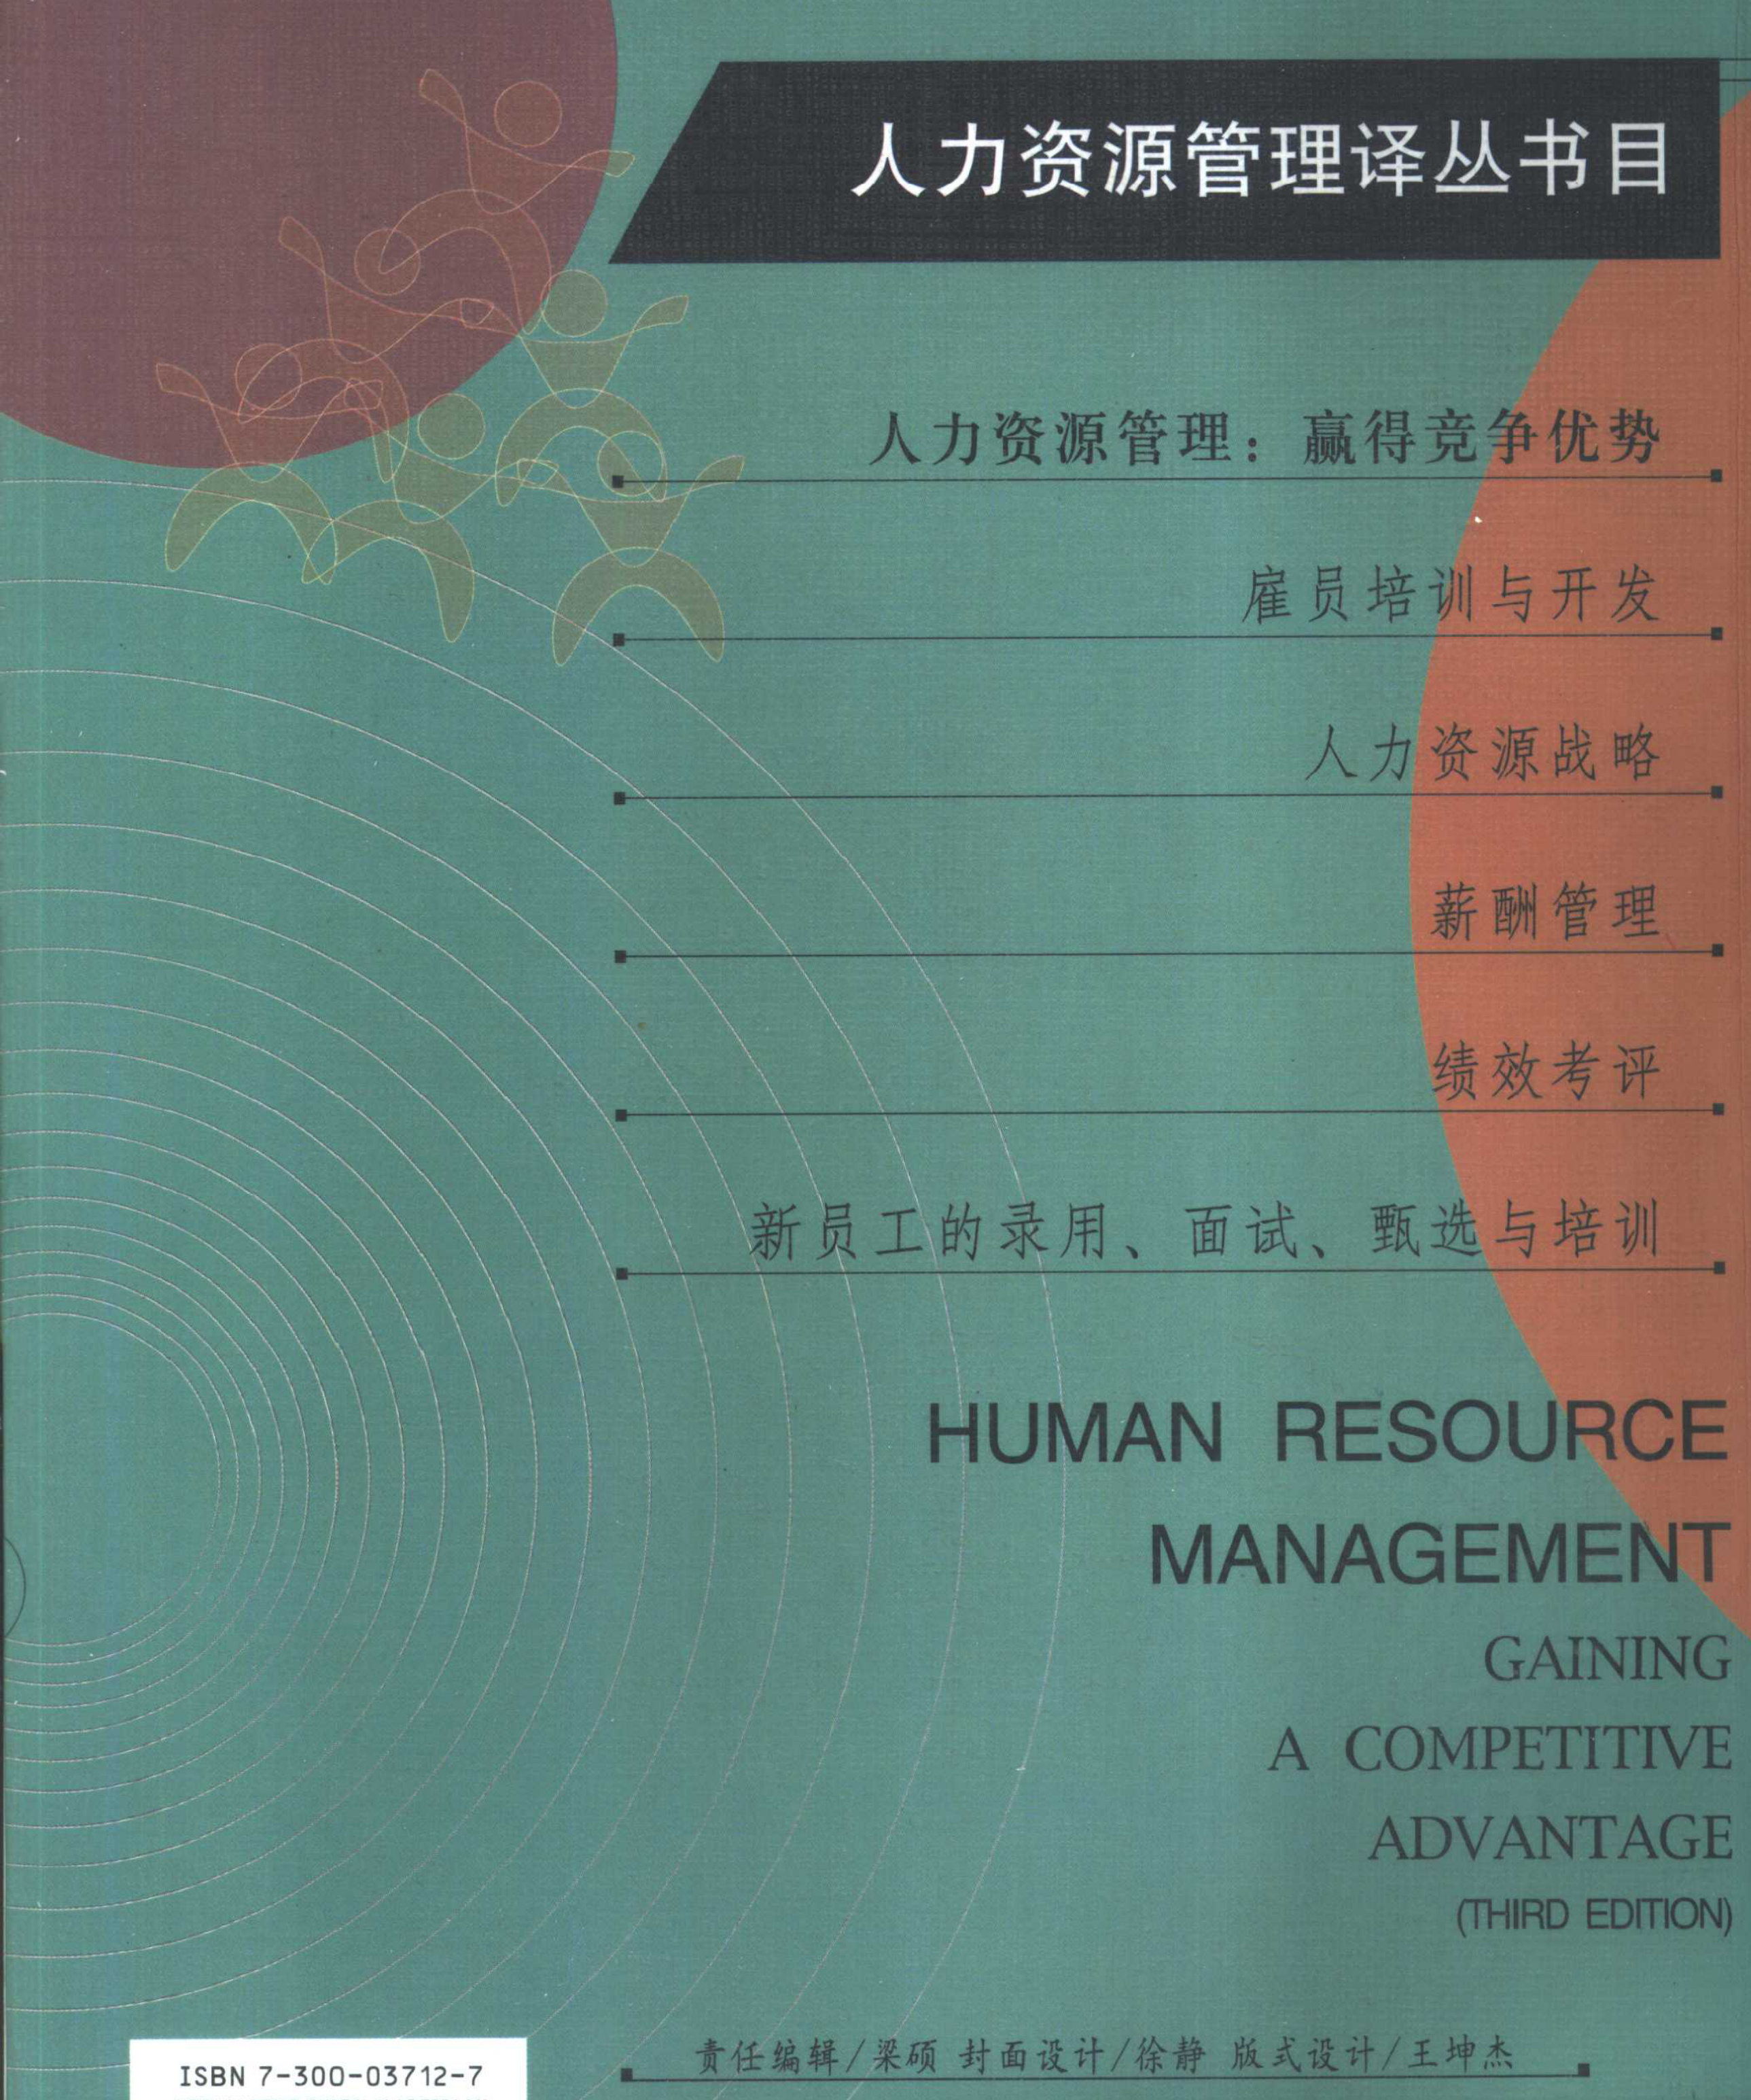 人力资源管理译丛书目
人力资源管理：赢得竞争优势
雇员培训与开发
人力资源战略
薪酬管理
绩效考评
新员工的录用、面试、甄选与培训
HUMAN RESOURCE
MANAGEMENT
GAINING
A COMPETITIVE
ADVANTAGE
(THIRD EDITION)
责任编辑/梁硕 封面设计/徐静 版式设计/王坤杰
ISBN 7-300-03712-7